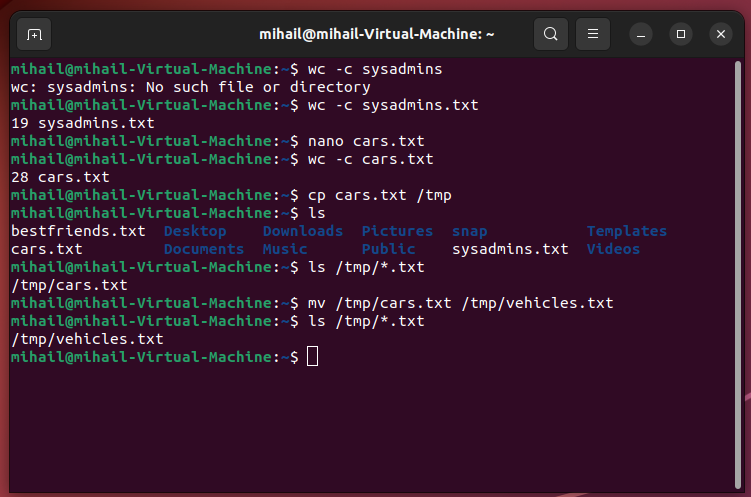 mihail@mihail-Virtual-Machine: ~
mihail@mihail-Virtual-Machine:~$ wc -c sysadmins
wc: sysadmins: No such file or directory
mihail@mihail-Virtual-Machine:~$ wc -c sysadmins.txt
19 sysadmins.txt
mihail@mihail-Virtual-Machine:~$ nano cars.txt
mihail@mihail-Virtual-Machine:~$ wc -c cars.txt
28 cars.txt
mihail@mihail-Virtual-Machine:~$ cp cars.txt /tmp
mihail@mihail-Virtual-Machine:~$ ls
bestfriends.txt  Desktop    Downloads  Pictures  snap           Templates
cars.txt         Documents  Music      Public    sysadmins.txt  Videos
mihail@mihail-Virtual-Machine:~$ ls /tmp/*.txt
/tmp/cars.txt
mihail@mihail-Virtual-Machine:~$ mv /tmp/cars.txt /tmp/vehicles.txt
mihail@mihail-Virtual-Machine:~$ ls /tmp/*.txt
/tmp/vehicles.txt
mihail@mihail-Virtual-Machine:~$